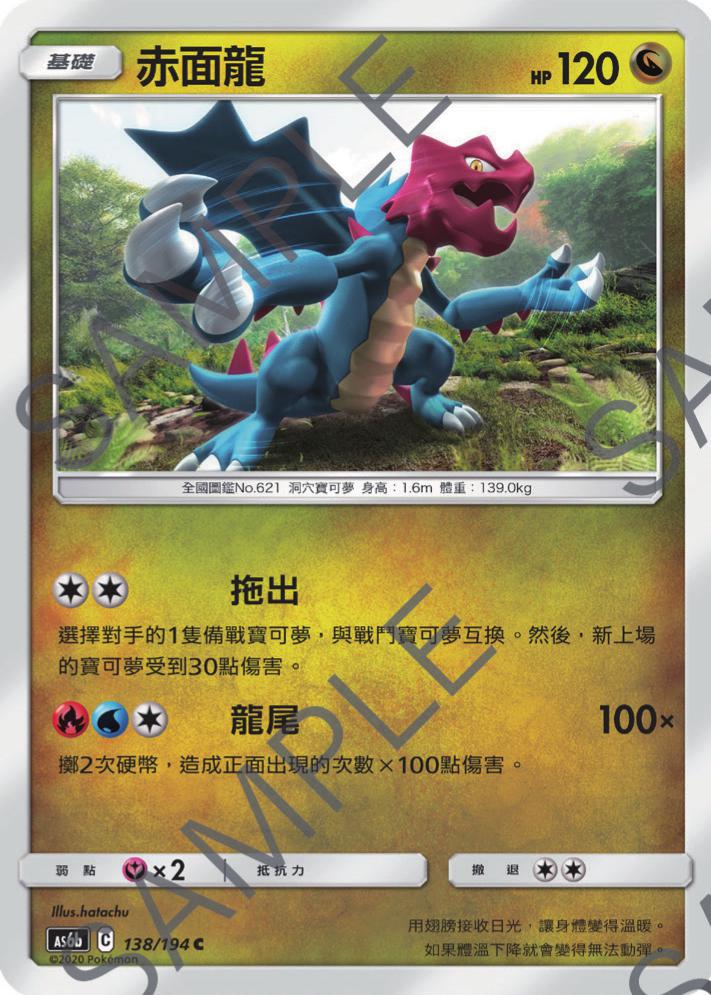 基礎 赤面龍 HP 120
全國圖鑑No.621 洞穴寶可夢 身高：1.6m 體重：139.0kg
拖出
選擇對手的1隻備戰寶可夢，與戰鬥寶可夢互換。然後，新上場
的寶可夢受到30點傷害。
龍尾 100×
擲2次硬幣，造成正面出現的次數×100點傷害。
弱點 ×2 抵抗力 撤退
Illus.hatachu
用翅膀接收日光，讓身體變得溫暖。
AS6b C 138/194 C
如果體溫下降就會變得無法動彈。
©2020 Pokémon
SAMPLE
SAMPLE
SA
SA